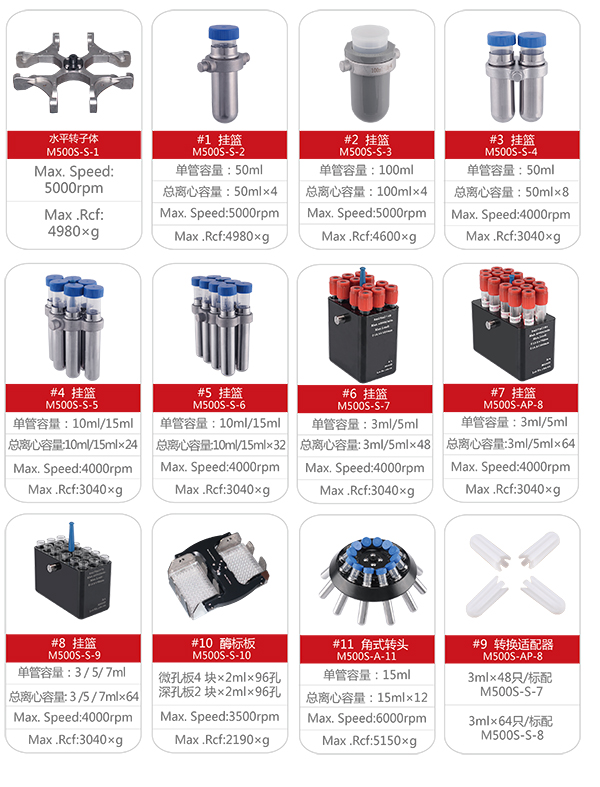 水平转子体
M500S-S-1
Max. Speed:
5000rpm
Max .Rcf:
4980×g
#1 挂篮
M500S-S-2
单管容量：50ml
总离心容量：50ml×4
Max. Speed:5000rpm
Max .Rcf:4980×g
#2 挂篮
M500S-S-3
单管容量：100ml
总离心容量：100ml×4
Max. Speed:5000rpm
Max .Rcf:4600×g
#3 挂篮
M500S-S-4
单管容量：50ml
总离心容量：50ml×8
Max. Speed:4000rpm
Max .Rcf:3040×g
#4 挂篮
M500S-S-5
单管容量：10ml/15ml
总离心容量:10ml/15ml×24
Max. Speed:4000rpm
Max .Rcf:3040×g
#5 挂篮
M500S-S-6
单管容量：10ml/15ml
总离心容量:10ml/15ml×32
Max. Speed:4000rpm
Max .Rcf:3040×g
#6 挂篮
M500S-S-7
单管容量：3ml/5ml
总离心容量: 3ml/5ml×48
Max. Speed:4000rpm
Max .Rcf:3040×g
#7 挂篮
M500S-AP-8
单管容量：3ml/5ml
总离心容量:3ml/5ml×64
Max. Speed:4000rpm
Max .Rcf:3040×g
#8 挂篮
M500S-S-9
单管容量：3 / 5 / 7ml
总离心容量: 3 / 5 / 7ml×64
Max. Speed:4000rpm
Max .Rcf:3040×g
#10 酶标板
M500S-S-10
微孔板4 块×2ml×96孔
深孔板2 块×2ml×96孔
Max. Speed:3500rpm
Max .Rcf:2190×g
#11 角式转头
M500S-A-11
单管容量：15ml
总离心容量：15ml×12
Max. Speed:6000rpm
Max .Rcf:5150×g
#9 转换适配器
M500S-AP-8
3ml×48只/标配
M500S-S-7
3ml×64只/标配
M500S-S-8